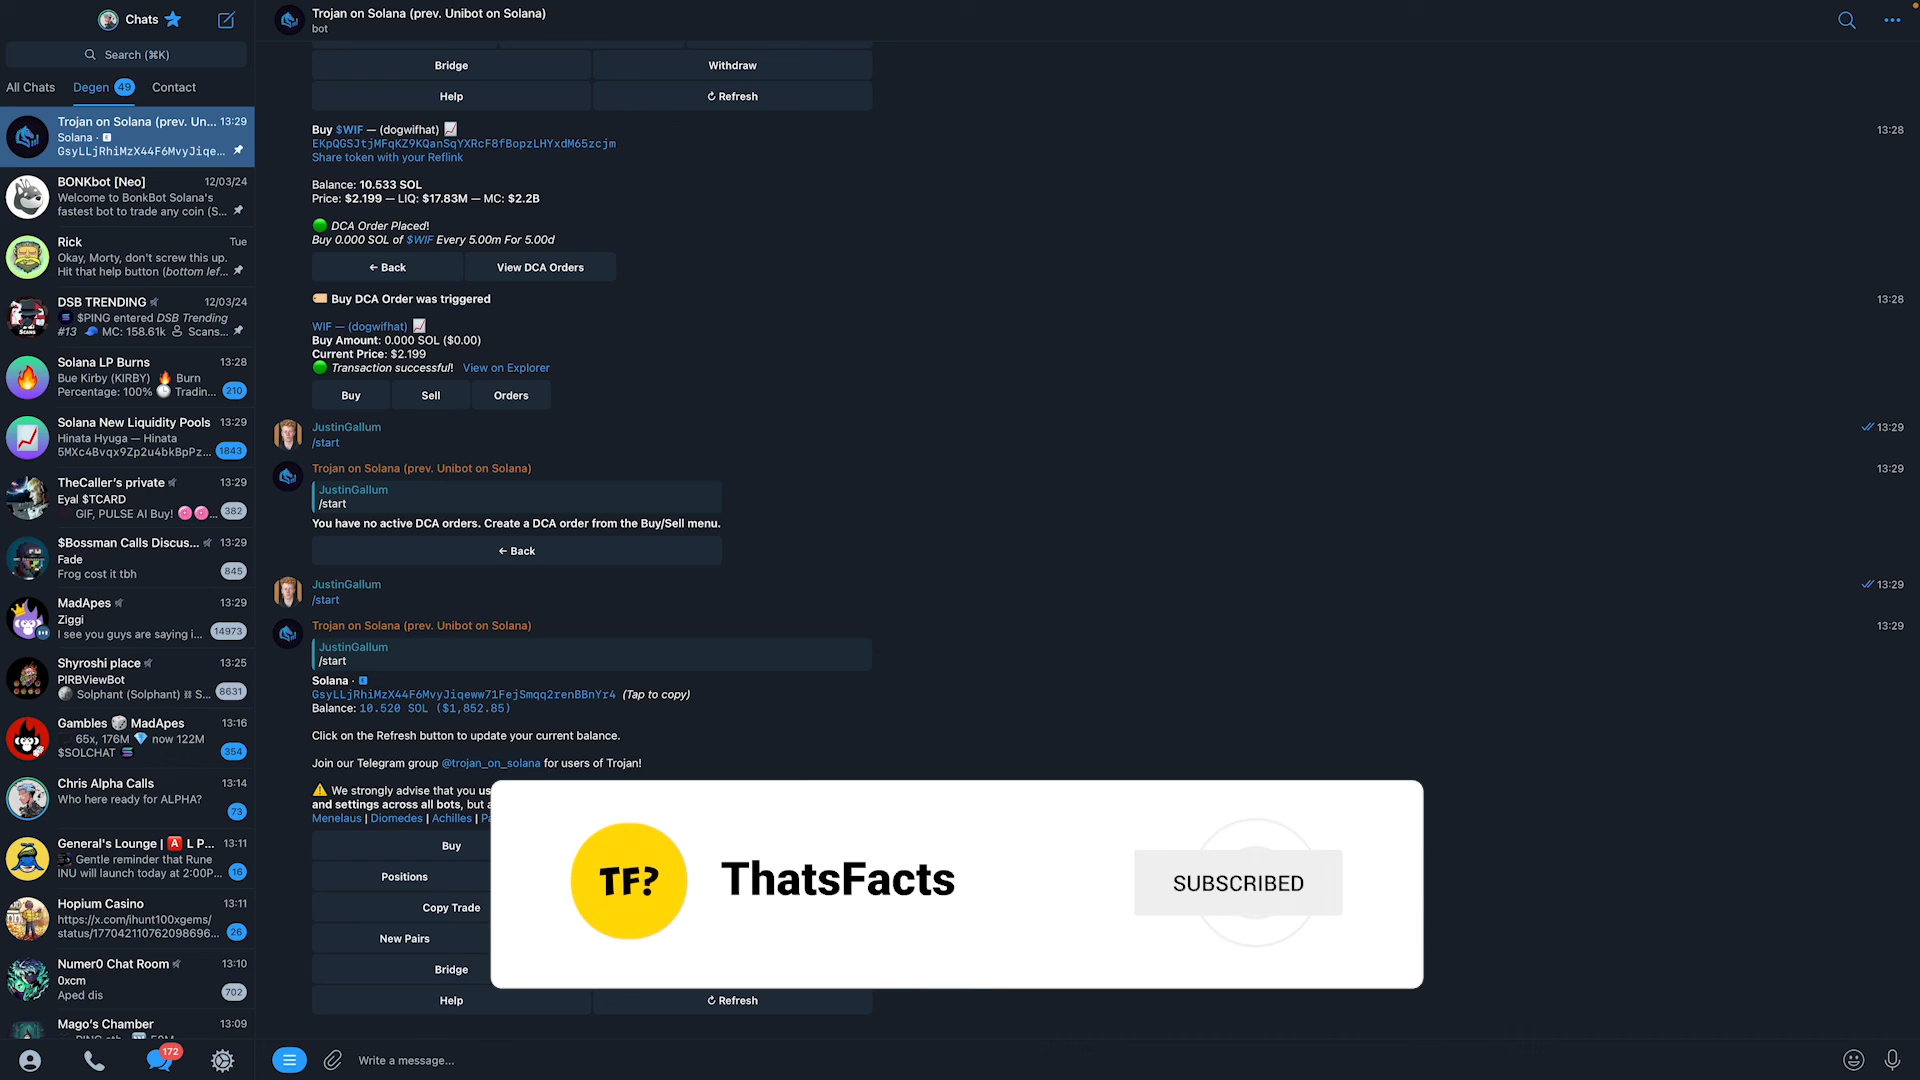 Chats
Search (⌘K)
All Chats
Degen 49
Contact
Trojan on Solana (prev. Un... 13:29
Solana ·
GsyLLjRhiMzX44F6MvyJiqe...
BONKbot [Neo] 12/03/24
Welcome to BonkBot Solana's
fastest bot to trade any coin (S...
Rick Tue
Okay, Morty, don't screw this up.
Hit that help button (bottom lef...
DSB TRENDING 12/03/24
$PING entered DSB Trending
#13 MC: 158.61k Scans...
Solana LP Burns 13:28
Bue Kirby (KIRBY) Burn
Percentage: 100% Tradin... 210
Solana New Liquidity Pools 13:29
Hinata Hyuga — Hinata
5MXc4Bvqx9Zp2u4bkBpPz... 1843
TheCaller's private 13:29
Eyal $TCARD
GIF, PULSE AI Buy! ... 382
$Bossman Calls Discus... 13:29
Fade
Frog cost it tbh 845
MadApes 13:29
Ziggi
I see you guys are saying i... 14973
Shyroshi place 13:25
PIRBViewBot
Solphant (Solphant) S... 8631
Gambles MadApes 13:16
65x, 176M now 122M
$SOLCHAT 354
Chris Alpha Calls 13:14
Who here ready for ALPHA?
73
General's Lounge | A L P... 13:11
Gentle reminder that Rune
INU will launch today at 2:00P... 16
Hopium Casino 13:11
https://x.com/ihunt100xgems/
status/177042110762098696... 26
Numer0 Chat Room 13:10
0xcm
Aped dis 702
Mago's Chamber 13:09
172
Trojan on Solana (prev. Unibot on Solana)
bot
Bridge
Withdraw
Help
Refresh
Buy $WIF — (dogwifhat) 13:28
EKpQGSJtjMFqKZ9KQanSqYXRcF8fBopzLHYxdM65zcjm
Share token with your Reflink
Balance: 10.533 SOL
Price: $2.199 — LIQ: $17.83M — MC: $2.2B
DCA Order Placed!
Buy 0.000 SOL of $WIF Every 5.00m For 5.00d
← Back
View DCA Orders
Buy DCA Order was triggered 13:28
WIF — (dogwifhat)
Buy Amount: 0.000 SOL ($0.00)
Current Price: $2.199
Transaction successful! View on Explorer
Buy
Sell
Orders
JustinGallum 13:29
/start
Trojan on Solana (prev. Unibot on Solana) 13:29
JustinGallum
/start
You have no active DCA orders. Create a DCA order from the Buy/Sell menu.
← Back
JustinGallum 13:29
/start
Trojan on Solana (prev. Unibot on Solana) 13:29
JustinGallum
/start
Solana · E
GsyLLjRhiMzX44F6MvyJiqeww71FejSmqq2renBBnYr4 (Tap to copy)
Balance: 10.520 SOL ($1,852.85)
Click on the Refresh button to update your current balance.
Join our Telegram group @trojan_on_solana for users of Trojan!
We strongly advise that you us
and settings across all bots, but a
Menelaus | Diomedes | Achilles | Pa
Buy
Positions
Copy Trade
New Pairs
Bridge
Help
Refresh
TF?
ThatsFacts
SUBSCRIBED
Write a message...